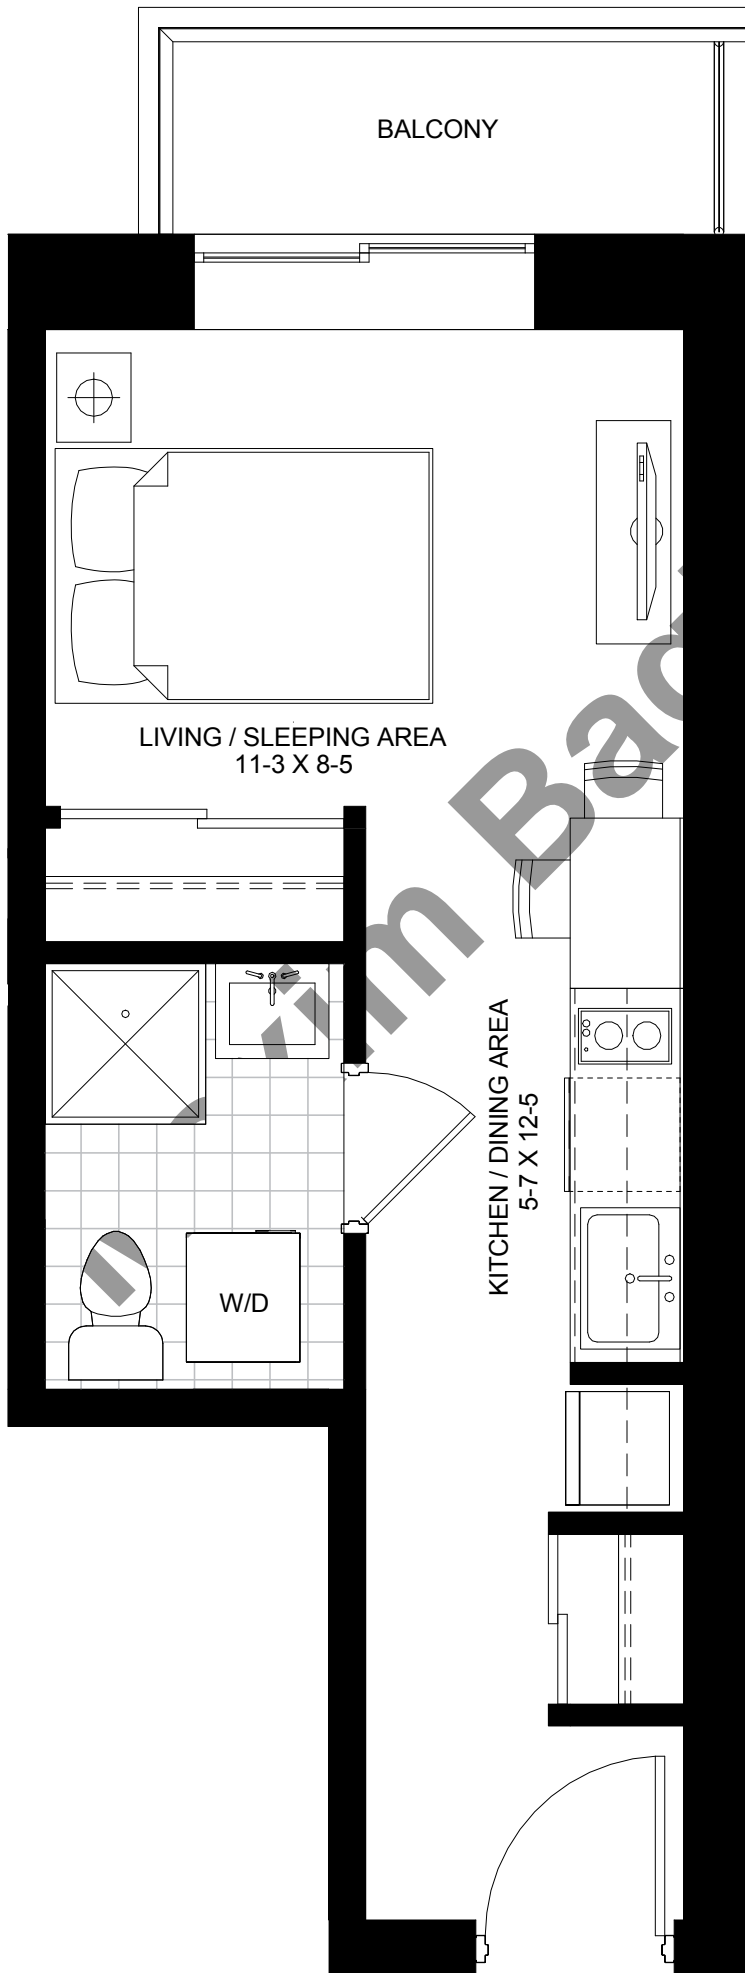 BALCONY
LIVING / SLEEPING AREA
11-3 X 8-5
KITCHEN / DINING AREA
5-7 X 12-5
W/D